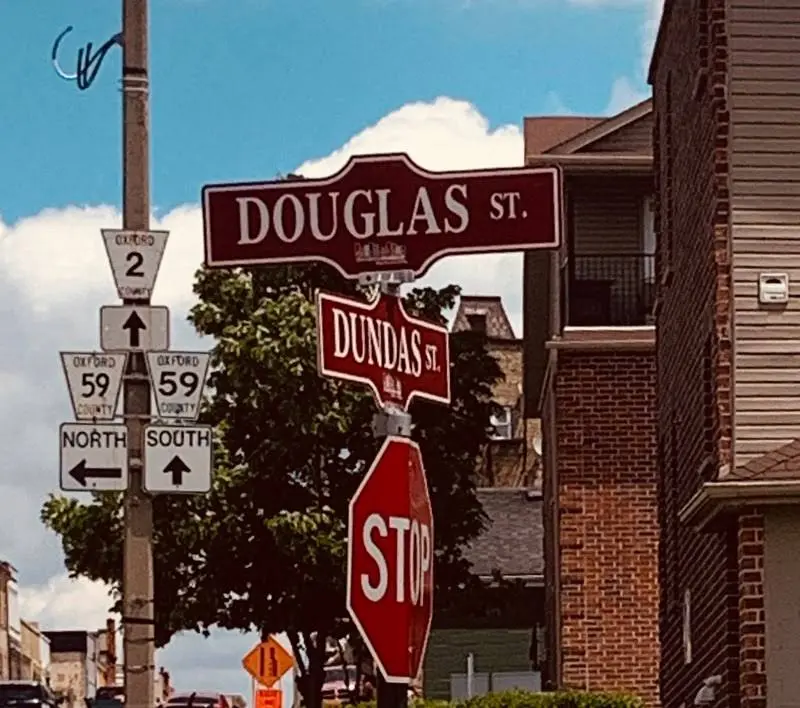 DOUGLAS ST.
DUNDAS ST.
STOP
OXFORD
2
COUNTY
OXFORD
59
COUNTY
OXFORD
59
COUNTY
NORTH
SOUTH